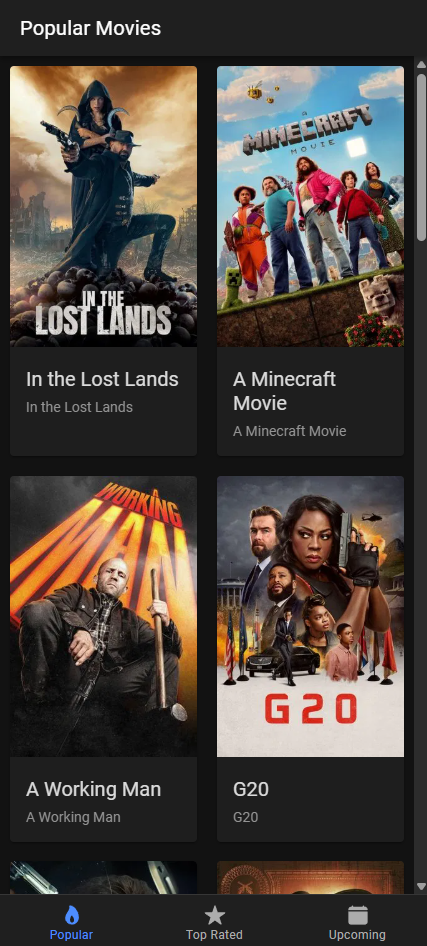 Popular Movies
IN THE
LOST LANDS
A
MINECRAFT
MOVIE
In the Lost Lands
In the Lost Lands
A Minecraft
Movie
A Minecraft Movie
A
WORKING
MAN
G20
A Working Man
A Working Man
G20
G20
Popular
Top Rated
Upcoming